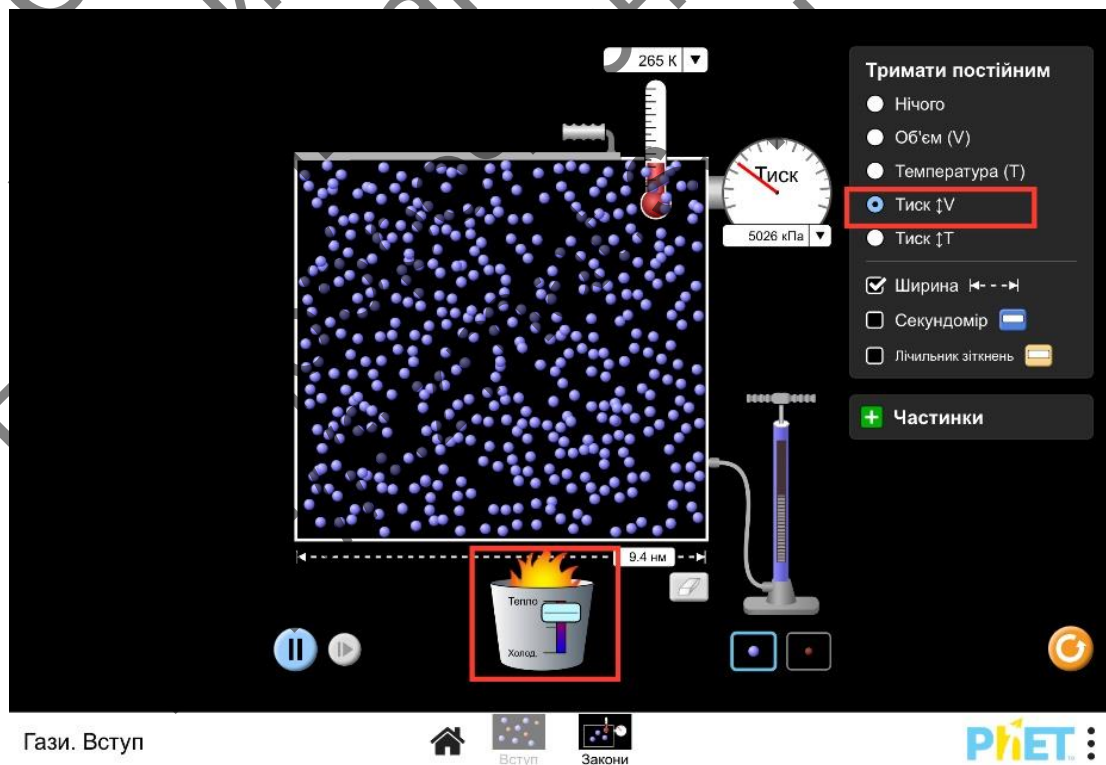 265 К
Тиск
5026 кПа
Тримати постійним
Нічого
Об'єм (V)
Температура (T)
Тиск ↕V
Тиск ↕T
Ширина
Секундомір
Лічильник зіткнень
Частинки
9.4 нм
Тепло
Холод.
Гази. Вступ
Вступ
Закони
PhET